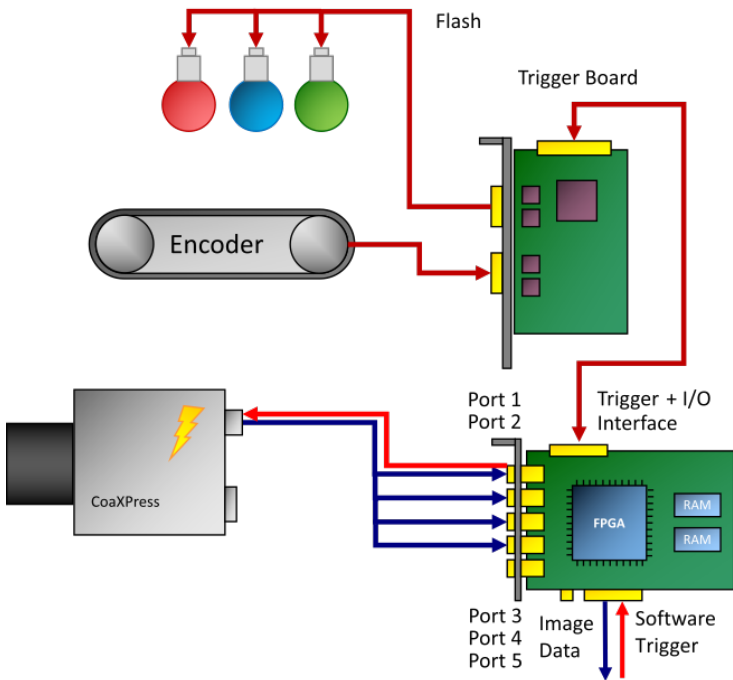 Flash
Trigger Board
Encoder
Port 1
Port 2
Trigger + I/O
Interface
CoaXPress
FPGA
RAM
RAM
Port 3
Port 4
Port 5
Image
Data
Software
Trigger